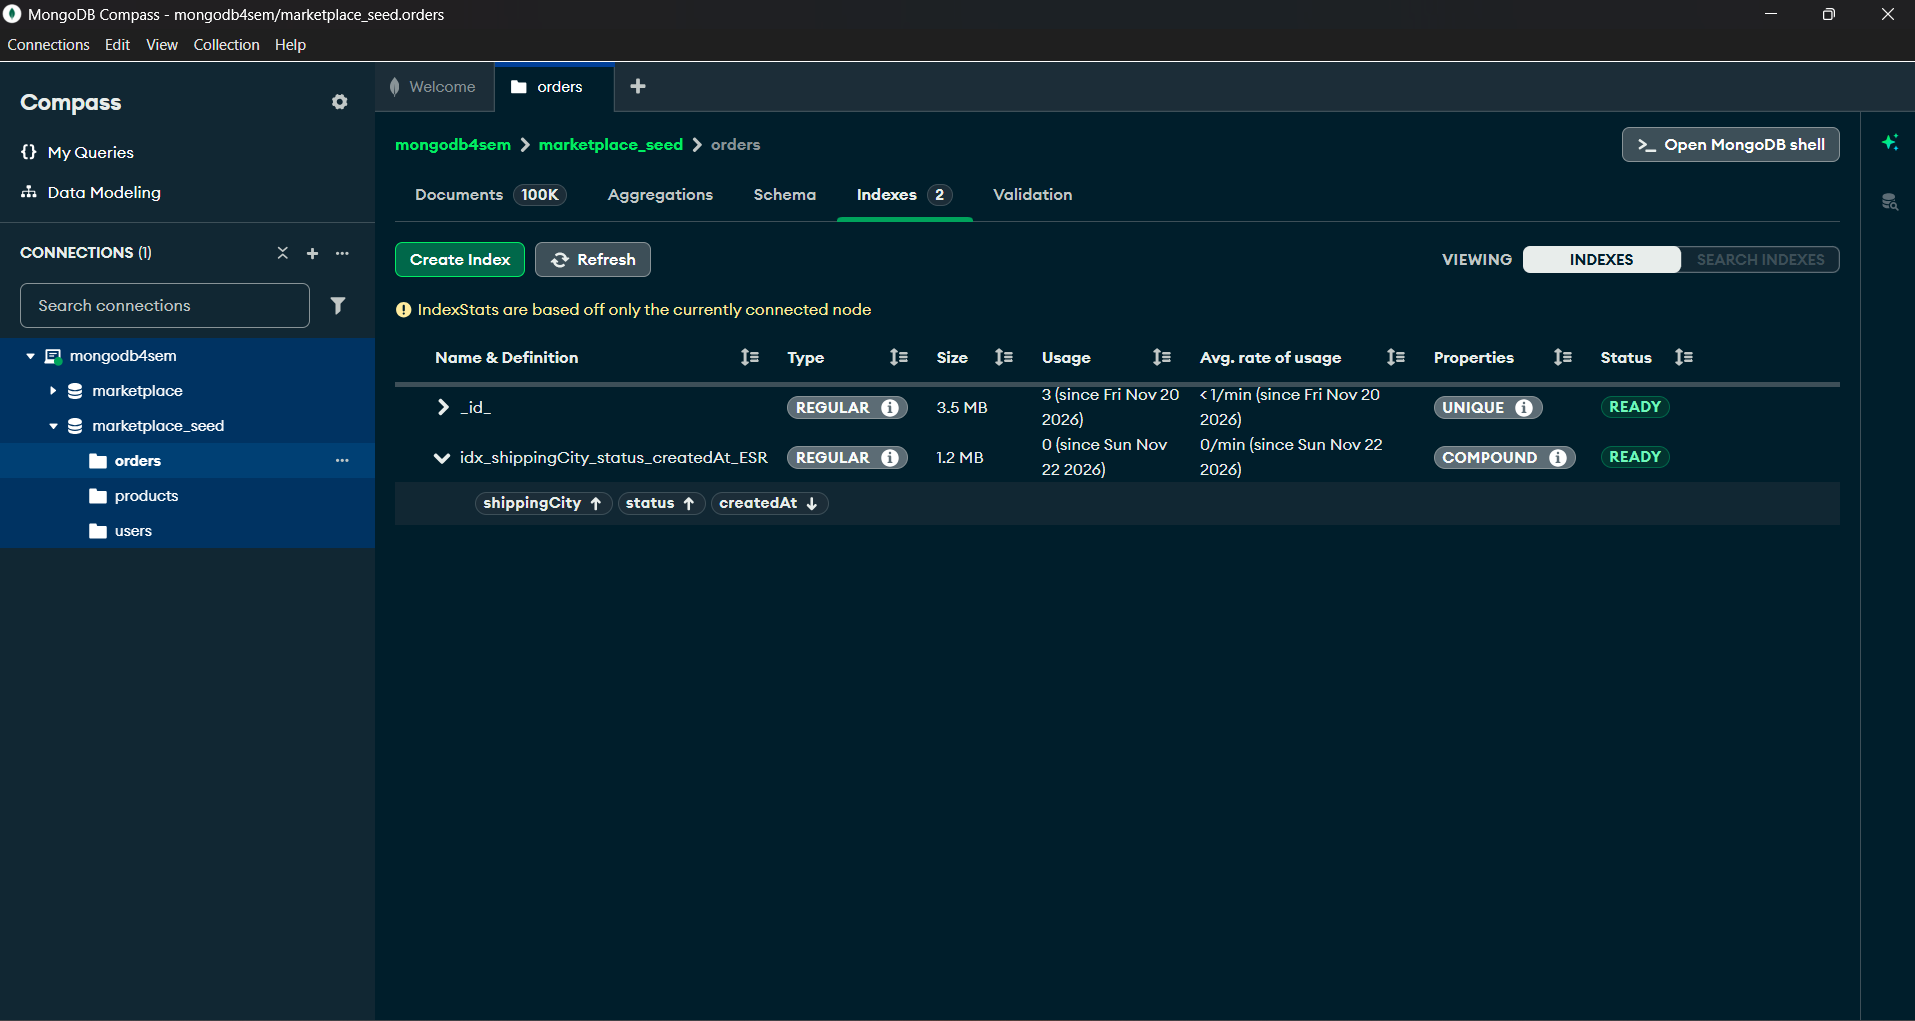 MongoDB Compass - mongodb4sem/marketplace_seed.orders
Connections Edit View Collection Help
Compass
My Queries
Data Modeling
CONNECTIONS (1)
Search connections
mongodb4sem
marketplace
marketplace_seed
orders
products
users
Welcome
orders
mongodb4sem > marketplace_seed > orders
>_ Open MongoDB shell
Documents 100K Aggregations Schema Indexes 2 Validation
Create Index Refresh
VIEWING INDEXES SEARCH INDEXES
IndexStats are based off only the currently connected node
Name & Definition Type Size Usage Avg. rate of usage Properties Status
_id_ REGULAR 3.5 MB 3 (since Fri Nov 20 2026) <1/min (since Fri Nov 20 2026) UNIQUE READY
idx_shippingCity_status_createdAt_ESR REGULAR 1.2 MB 0 (since Sun Nov 22 2026) 0/min (since Sun Nov 22 2026) COMPOUND READY
shippingCity ↑ status ↑ createdAt ↓